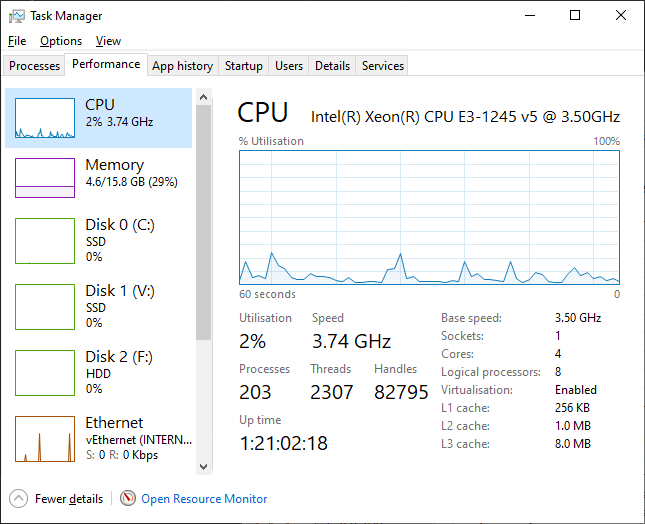 Task Manager
File Options View
Processes Performance App history Startup Users Details Services
CPU
2% 3.74 GHz
Memory
4.6/15.8 GB (29%)
Disk 0 (C:)
SSD
0%
Disk 1 (V:)
SSD
0%
Disk 2 (F:)
HDD
0%
Ethernet
vEthernet (INTERN...
S: 0 R: 0 Kbps
CPU Intel(R) Xeon(R) CPU E3-1245 v5 @ 3.50GHz
% Utilisation 100%
60 seconds 0
Utilisation Speed
2% 3.74 GHz
Processes Threads Handles
203 2307 82795
Up time
1:21:02:18
Base speed: 3.50 GHz
Sockets: 1
Cores: 4
Logical processors: 8
Virtualisation: Enabled
L1 cache: 256 KB
L2 cache: 1.0 MB
L3 cache: 8.0 MB
Fewer details Open Resource Monitor